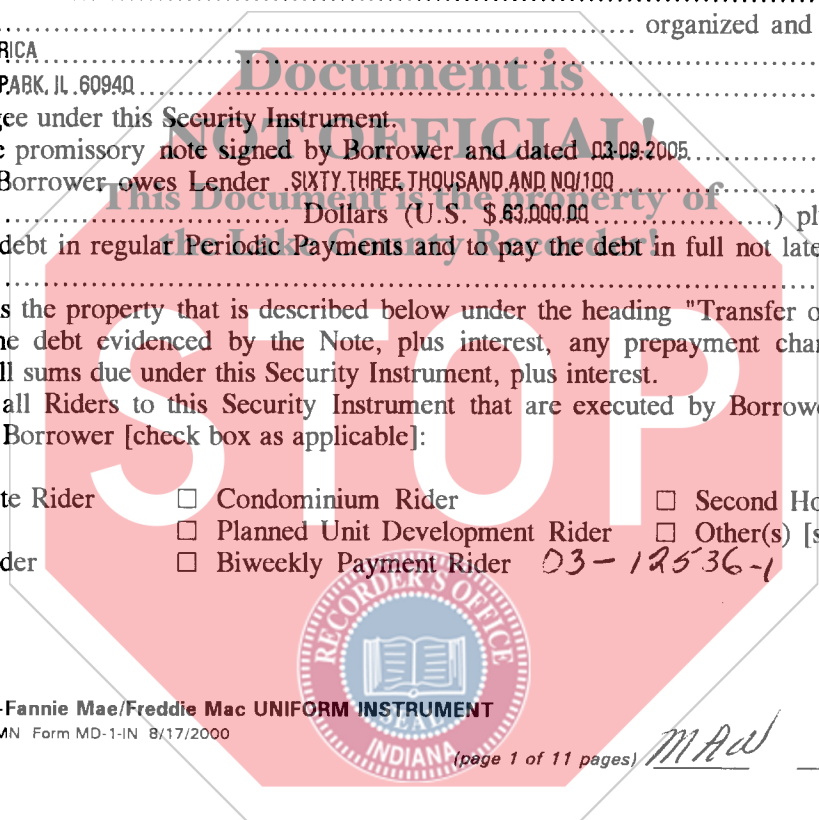 organized and
RICA
PARK, IL 60940
Document is
ee under this Security Instrument.
NOT OFFICIAL!
promissory note signed by Borrower and dated 03-09-2005
Borrower owes Lender SIXTY THREE THOUSAND AND NO/100
This Document is the property of
Dollars (U.S. $ 63,000.00 ) pl
the Lake County Recorder!
debt in regular Periodic Payments and to pay the debt in full not late
s the property that is described below under the heading "Transfer o
e debt evidenced by the Note, plus interest, any prepayment char
ll sums due under this Security Instrument, plus interest.
all Riders to this Security Instrument that are executed by Borrowe
Borrower [check box as applicable]:
STOP
te Rider ☐ Condominium Rider ☐ Second Ho
☐ Planned Unit Development Rider ☐ Other(s) [s
der ☐ Biweekly Payment Rider 03-12536-1
RECORDER'S OFFICE
SEAL
INDIANA
-Fannie Mae/Freddie Mac UNIFORM INSTRUMENT
MN Form MD-1-IN 8/17/2000
(page 1 of 11 pages) MAW